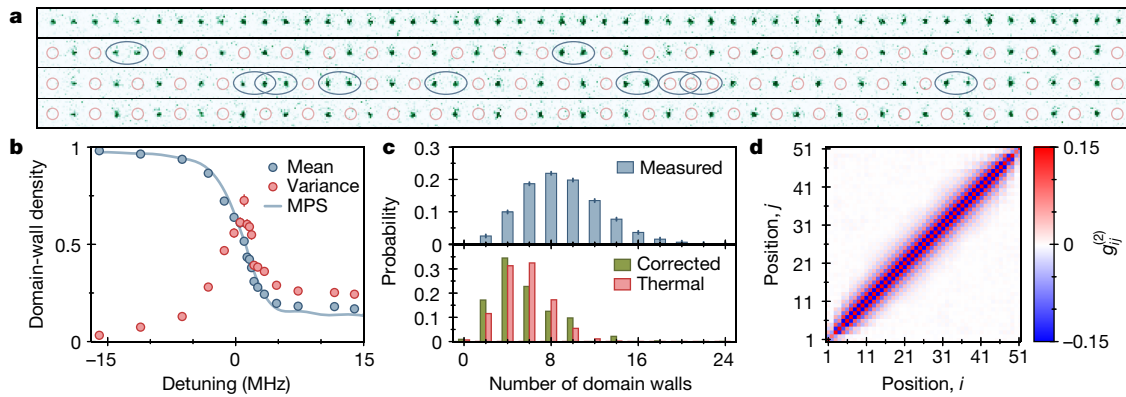 a
b
Domain-wall density
1
0.5
0
Mean
Variance
MPS
−15
0
15
Detuning (MHz)
c
Probability
0.3
0.2
0.1
0
Measured
0.3
0.2
0.1
0
Corrected
Thermal
0
8
16
24
Number of domain walls
d
Position, j
51
41
31
21
11
1
1
11
21
31
41
51
Position, i
0.15
0
−0.15
g(2)ij